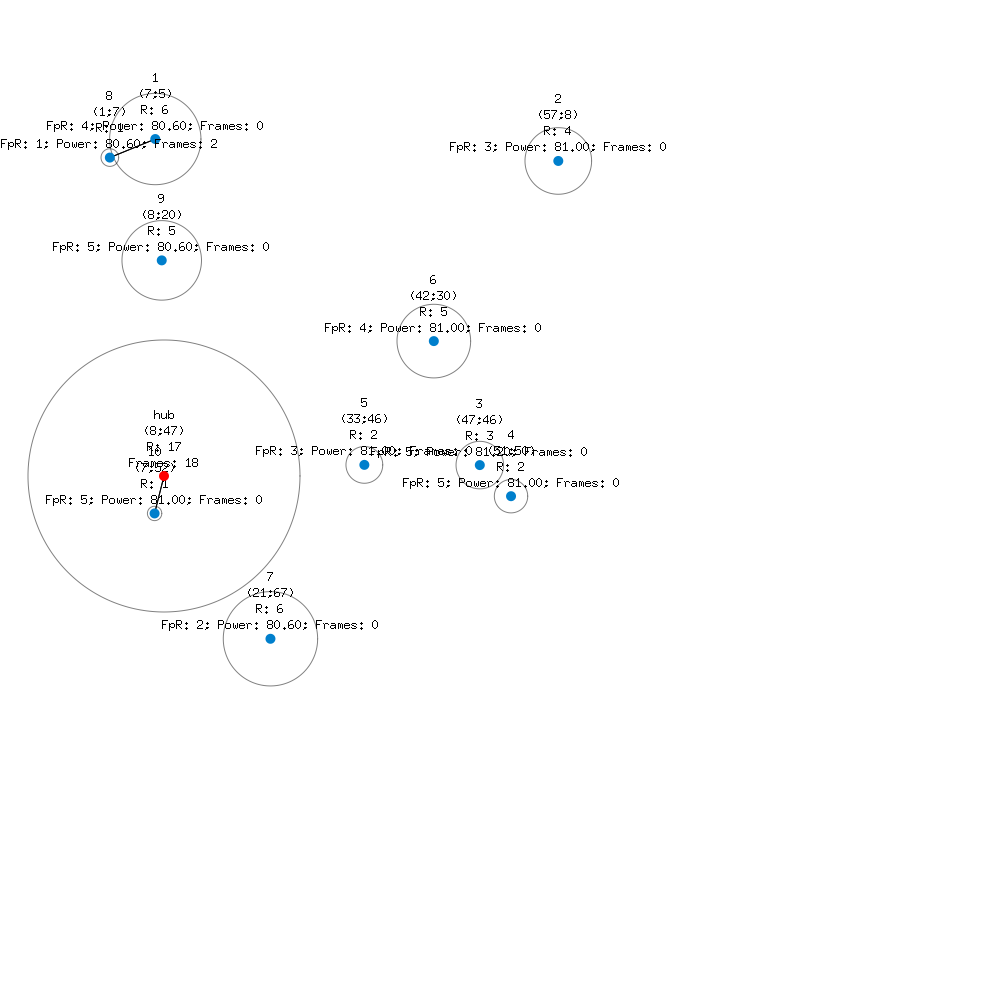 1
(7;5)
R: 6
FpR: 4; Power: 80.60; Frames: 0
8
(1;7)
R: 1
FpR: 1; Power: 80.60; Frames: 2
2
(57;8)
R: 4
FpR: 3; Power: 81.00; Frames: 0
9
(8;20)
R: 5
FpR: 5; Power: 80.60; Frames: 0
6
(42;30)
R: 5
FpR: 4; Power: 81.00; Frames: 0
hub
(8;47)
R: 17
Frames: 18
10
(7;52)
R: 1
FpR: 5; Power: 81.00; Frames: 0
5
(33;46)
R: 2
FpR: 3; Power: 81.00; Frames: 0
3
(47;46)
R: 3
FpR: 5; Power: 81.20; Frames: 0
4
(51;50)
R: 2
FpR: 5; Power: 81.00; Frames: 0
7
(21;67)
R: 6
FpR: 2; Power: 80.60; Frames: 0